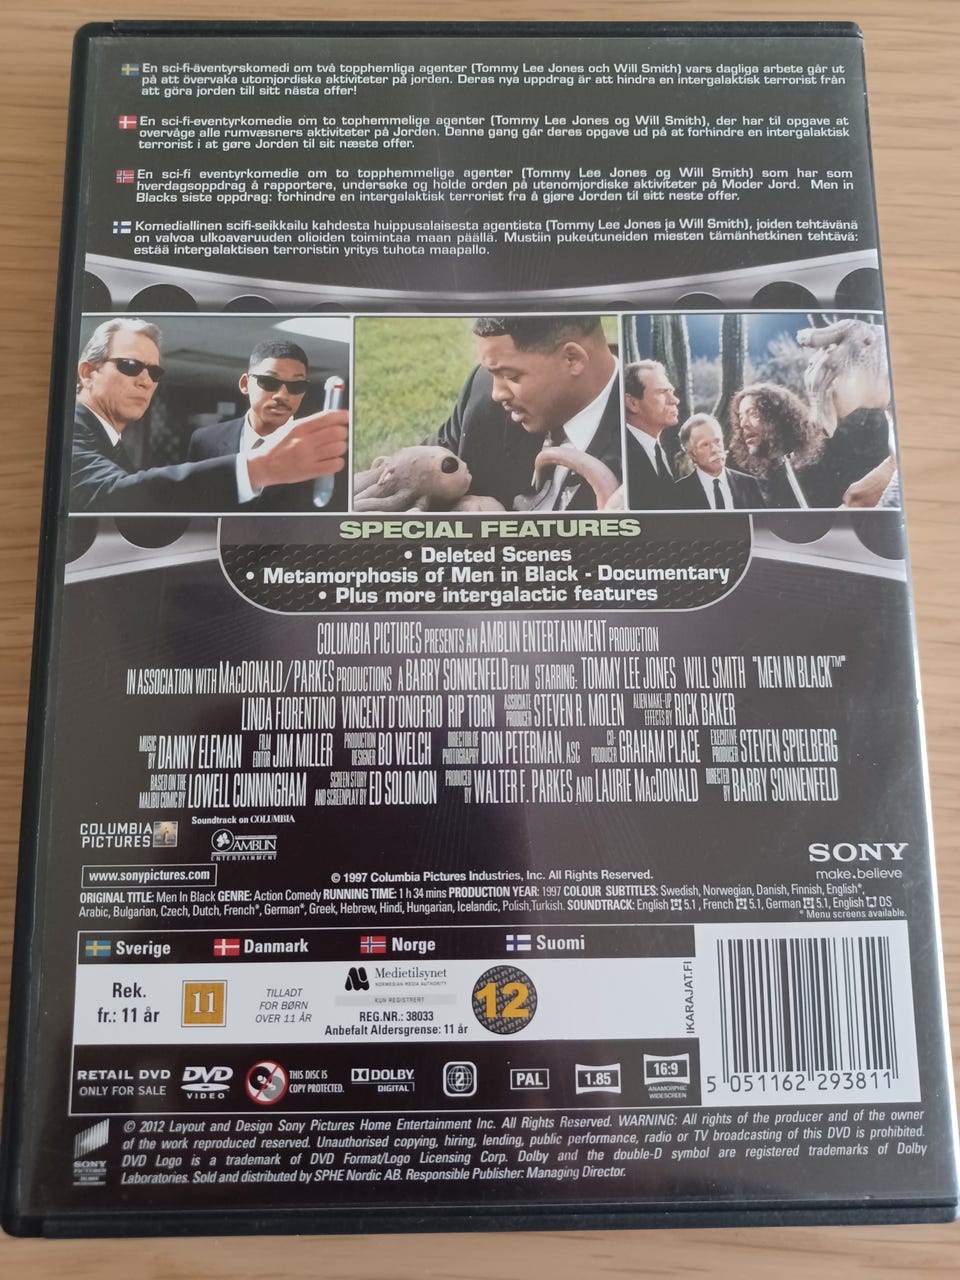 En sci-fi-äventyrskomedi om två topphemliga agenter (Tommy Lee Jones och Will Smith) vars dagliga arbete går ut
på att övervaka utomjordiska aktiviteter på jorden. Deras nya uppdrag är att hindra en intergalaktisk terrorist från
att göra jorden till sitt nästa offer!
En sci-fi-eventyrkomedie om to tophemmelige agenter (Tommy Lee Jones og Will Smith), der har til opgave at
overvåge alle rumvæsners aktiviteter på Jorden. Denne gang går deres opgave ud på at forhindre en intergalaktisk
terrorist i at gøre Jorden til sit næste offer.
En sci-fi eventyrkomedie om to topphemmelige agenter (Tommy Lee Jones og Will Smith) som har som
hverdagsoppdrag å rapportere, undersøke og holde orden på utenomjordiske aktiviteter på Moder Jord. Men in
Blacks siste oppdrag: forhindre en intergalaktisk terrorist fra å gjøre Jorden til sitt neste offer.
Komediallinen scifi-seikkailu kahdesta huippusalaisesta agentista (Tommy Lee Jones ja Will Smith), joiden tehtävänä
on valvoa ulkoavaruuden olioiden toimintaa maan päällä. Mustiin pukeutuneiden miesten tämänhetkinen tehtävä:
estää intergalaktisen terroristin yritys tuhota maapallo.
SPECIAL FEATURES
• Deleted Scenes
• Metamorphosis of Men in Black - Documentary
• Plus more intergalactic features
COLUMBIA PICTURES PRESENTS AN AMBLIN ENTERTAINMENT PRODUCTION
IN ASSOCIATION WITH MACDONALD/PARKES PRODUCTIONS A BARRY SONNENFELD FILM STARRING: TOMMY LEE JONES WILL SMITH "MEN IN BLACK™"
LINDA FIORENTINO VINCENT D'ONOFRIO RIP TORN ASSOCIATE PRODUCER STEVEN R. MOLEN ALIEN MAKE-UP EFFECTS BY RICK BAKER
MUSIC BY DANNY ELFMAN FILM EDITOR JIM MILLER PRODUCTION DESIGNER BO WELCH DIRECTOR OF PHOTOGRAPHY DON PETERMAN, ASC CO-PRODUCER GRAHAM PLACE EXECUTIVE PRODUCER STEVEN SPIELBERG
BASED ON THE MALIBU COMIC BY LOWELL CUNNINGHAM SCREEN STORY AND SCREENPLAY BY ED SOLOMON PRODUCED BY WALTER F. PARKES AND LAURIE MACDONALD DIRECTED BY BARRY SONNENFELD
COLUMBIA PICTURES
Soundtrack on COLUMBIA
AMBLIN ENTERTAINMENT
SONY
make.believe
www.sonypictures.com
© 1997 Columbia Pictures Industries, Inc. All Rights Reserved.
ORIGINAL TITLE: Men In Black GENRE: Action Comedy RUNNING TIME: 1 h 34 mins PRODUCTION YEAR: 1997 COLOUR SUBTITLES: Swedish, Norwegian, Danish, Finnish, English*,
Arabic, Bulgarian, Czech, Dutch, French*, German*, Greek, Hebrew, Hindi, Hungarian, Icelandic, Polish, Turkish. SOUNDTRACK: English 5.1, French 5.1, German 5.1, English DS
* Menu screens available.
Sverige Danmark Norge Suomi
Rek.
fr.: 11 år
11
TILLADT
FOR BØRN
OVER 11 ÅR
Medietilsynet
NORWEGIAN MEDIA AUTHORITY
KUN REGISTRERT
REG.NR.: 38033
Anbefalt Aldersgrense: 11 år
12
IKARAJAT.FI
5 051162 293811
RETAIL DVD
ONLY FOR SALE
DVD VIDEO
THIS DISC IS
COPY PROTECTED.
DOLBY DIGITAL
2
PAL
1.85
16:9
ANAMORPHIC
WIDESCREEN
SONY
PICTURES
© 2012 Layout and Design Sony Pictures Home Entertainment Inc. All Rights Reserved. WARNING: All rights of the producer and of the owner
of the work reproduced reserved. Unauthorised copying, hiring, lending, public performance, radio or TV broadcasting of this DVD is prohibited.
DVD Logo is a trademark of DVD Format/Logo Licensing Corp. Dolby and the double-D symbol are registered trademarks of Dolby
Laboratories. Sold and distributed by SPHE Nordic AB. Responsible Publisher: Managing Director.